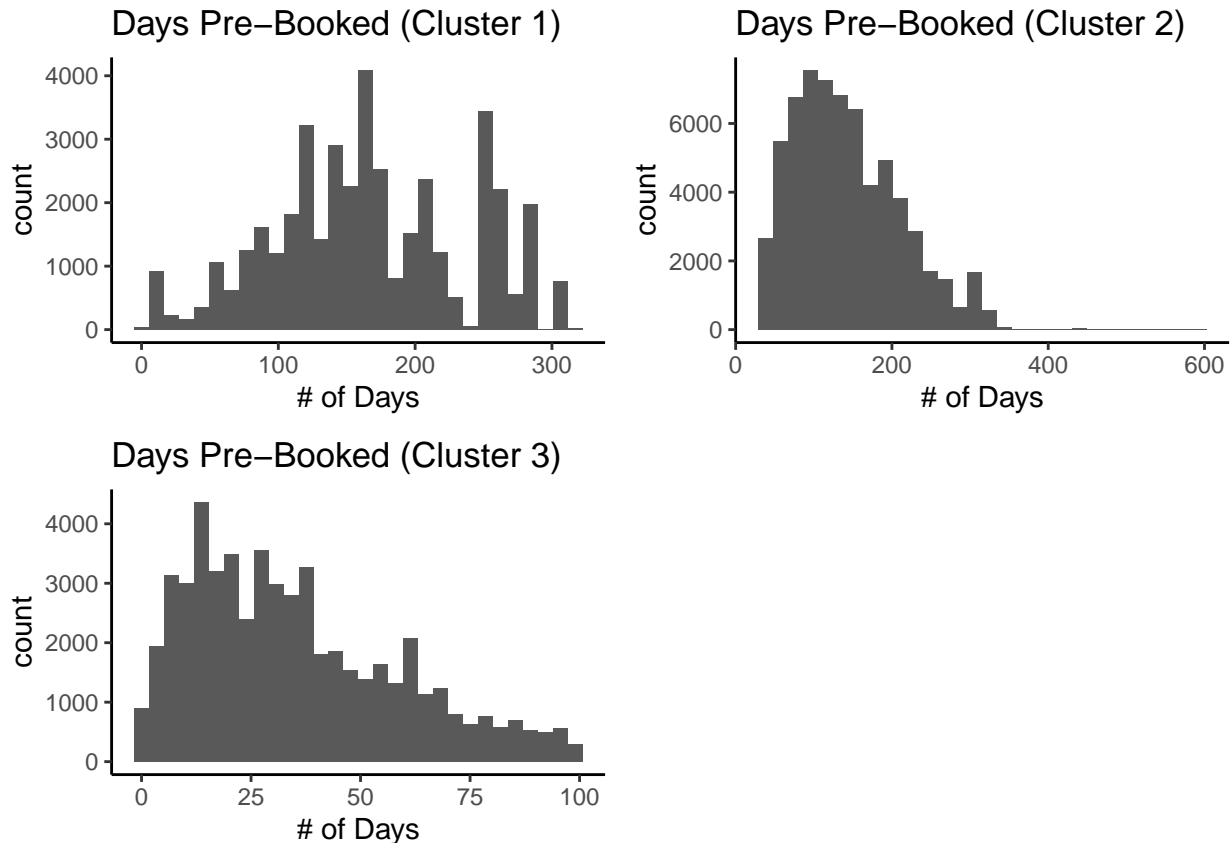 Days Pre−Booked (Cluster 1)
4000
3000
2000
1000
0
count
0 100 200 300
# of Days
Days Pre−Booked (Cluster 2)
6000
4000
2000
0
count
0 200 400 600
# of Days
Days Pre−Booked (Cluster 3)
4000
3000
2000
1000
0
count
0 25 50 75 100
# of Days